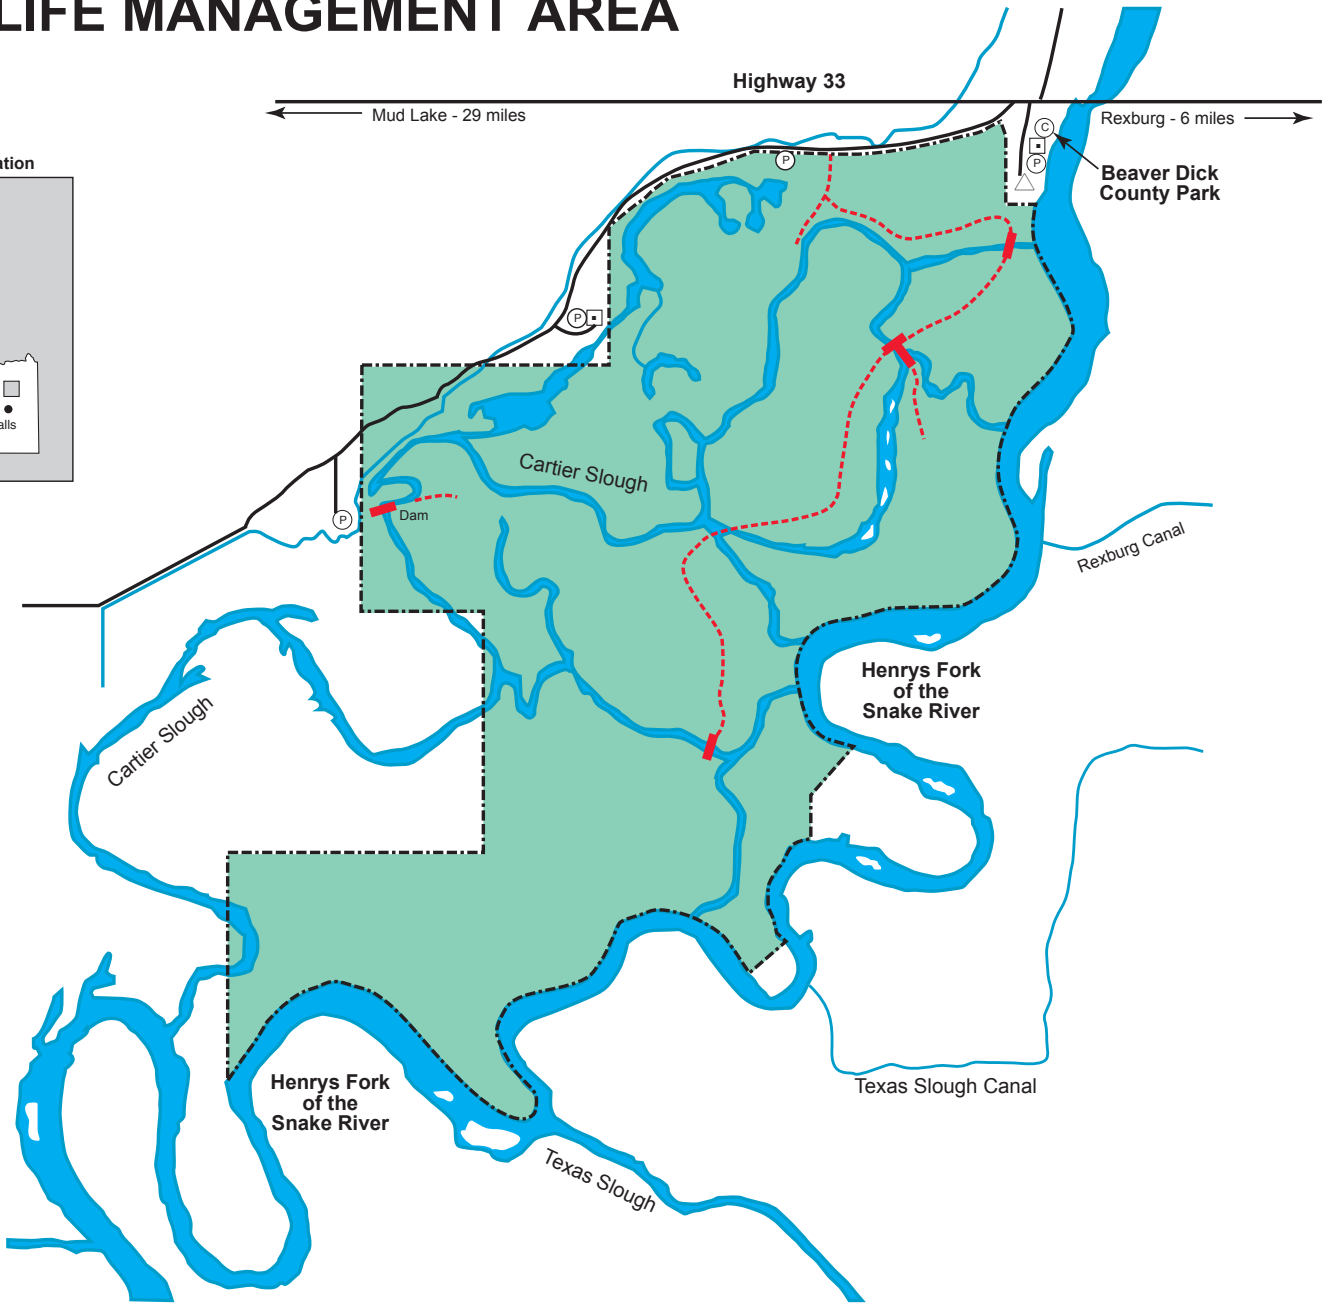 LIFE MANAGEMENT AREA
Highway 33
Mud Lake - 29 miles
Rexburg - 6 miles
C
P
P
Beaver Dick
County Park
P
P
Cartier Slough
Dam
Rexburg Canal
Henrys Fork
of the
Snake River
Cartier Slough
Henrys Fork
of the
Snake River
Texas Slough Canal
Texas Slough